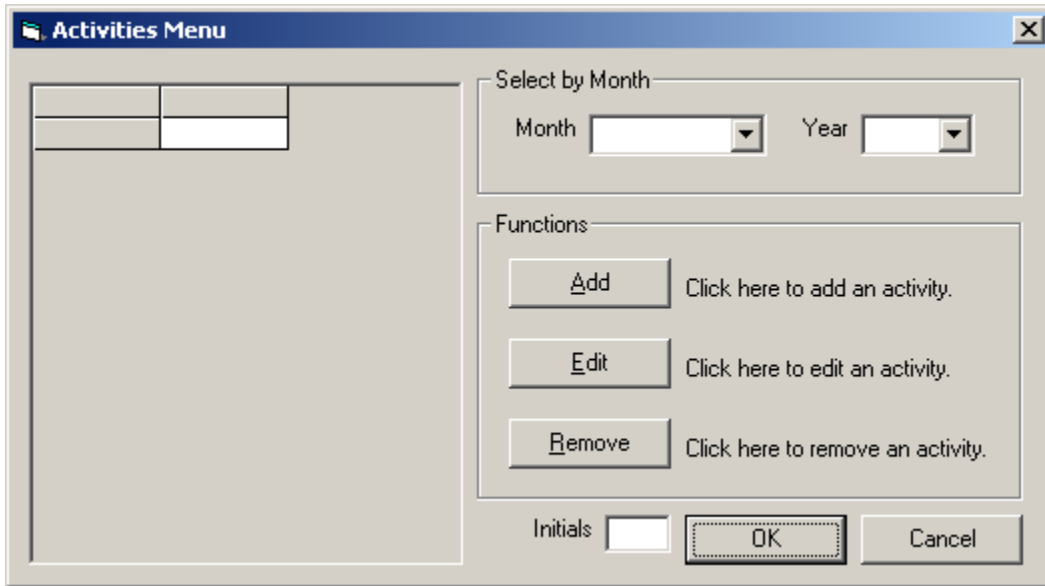 Activities Menu
Select by Month
Month
Year
Functions
Add
Click here to add an activity.
Edit
Click here to edit an activity.
Remove
Click here to remove an activity.
Initials
OK
Cancel